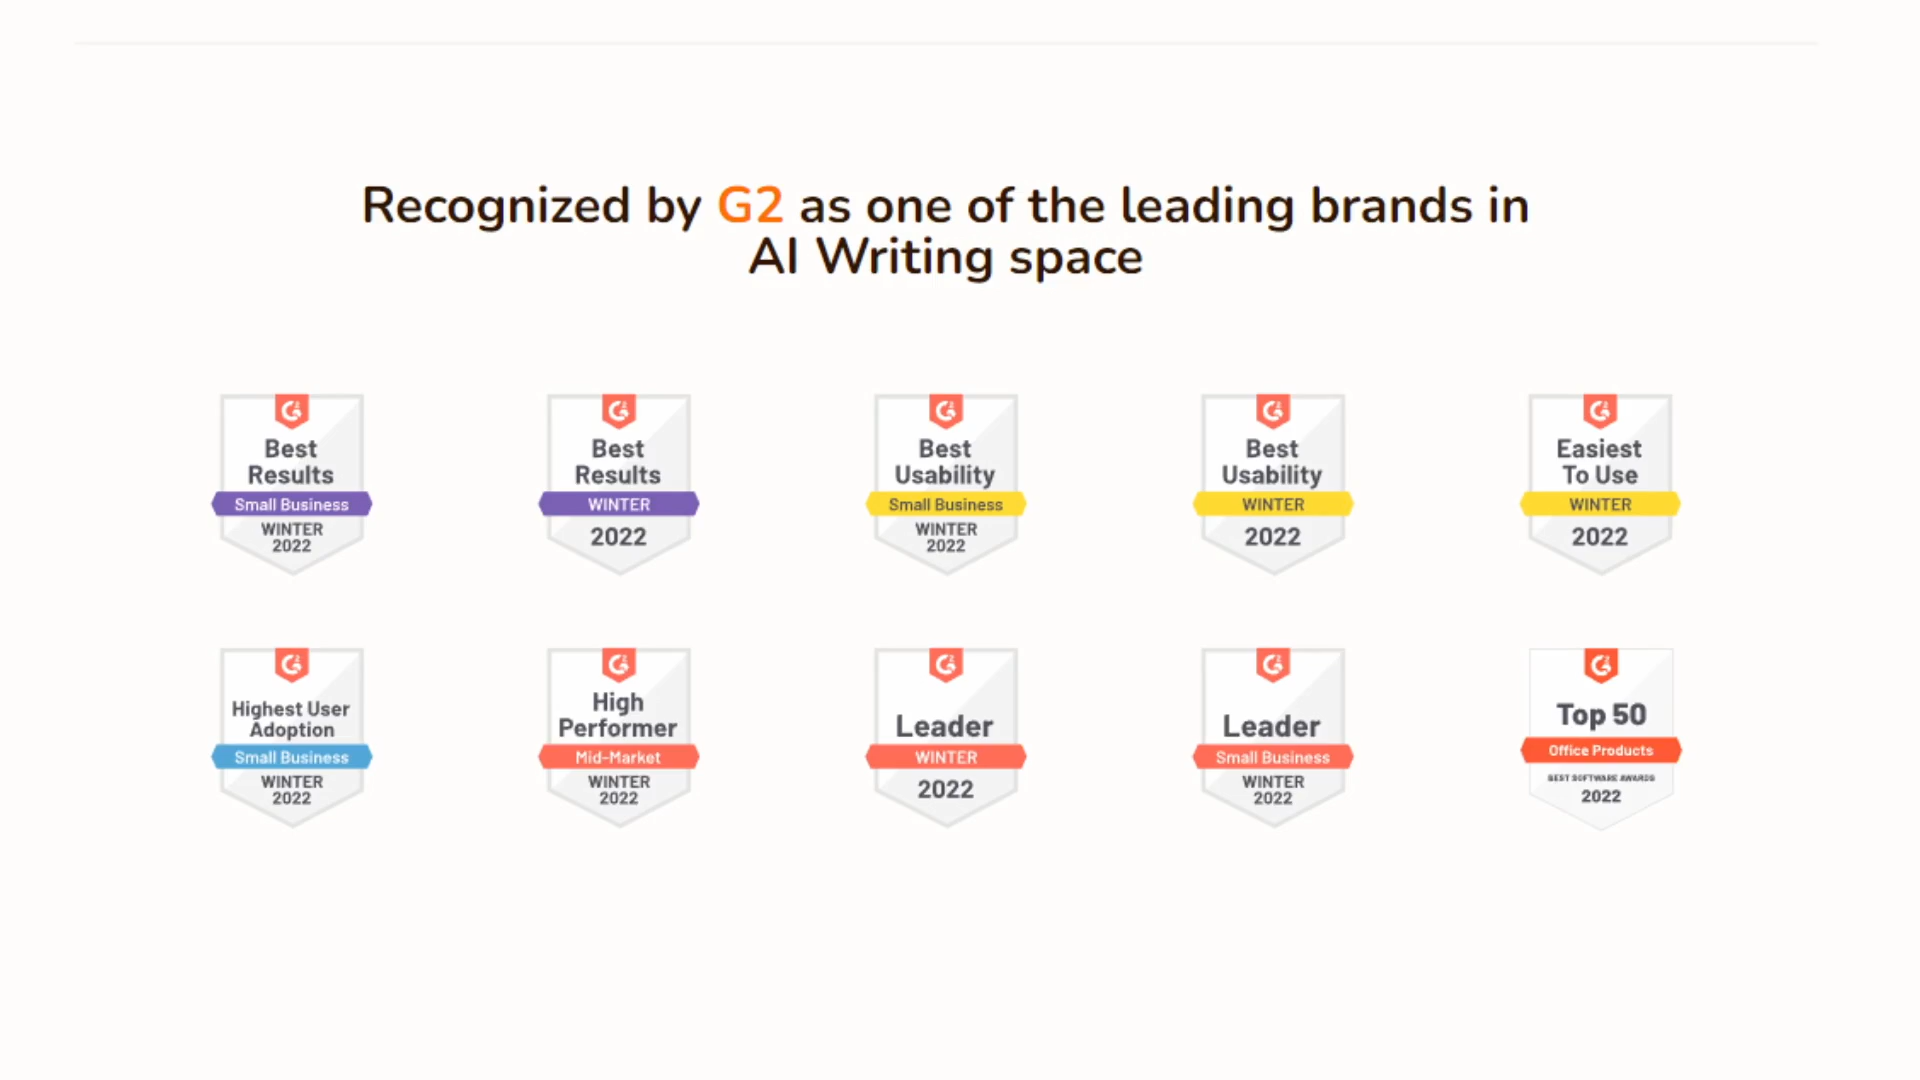 Recognized by G2 as one of the leading brands in
AI Writing space
Best
Results
Small Business
WINTER
2022
Best
Results
WINTER
2022
Best
Usability
Small Business
WINTER
2022
Best
Usability
WINTER
2022
Easiest
To Use
WINTER
2022
Highest User
Adoption
Small Business
WINTER
2022
High
Performer
Mid-Market
WINTER
2022
Leader
WINTER
2022
Leader
Small Business
WINTER
2022
Top 50
Office Products
BEST SOFTWARE AWARDS
2022